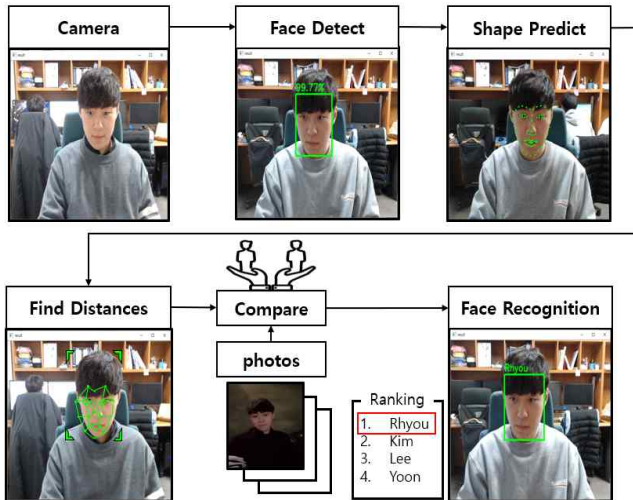 Camera
Face Detect
Shape Predict
99.77%
Find Distances
Compare
Face Recognition
photos
Rhyou
Ranking
1. Rhyou
2. Kim
3. Lee
4. Yoon